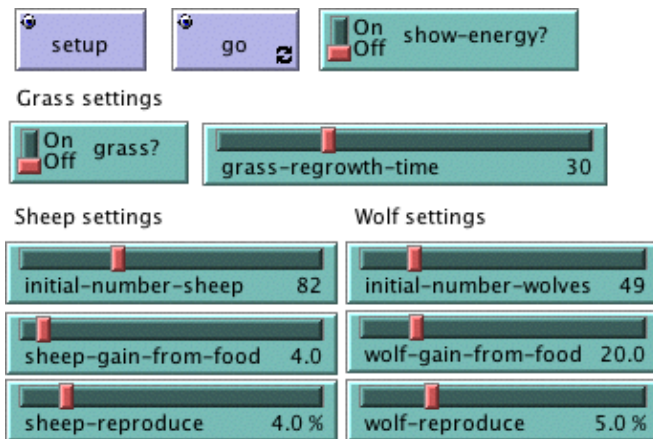 setup
go
On
Off
show-energy?
Grass settings
On
Off
grass?
grass-regrowth-time 30
Sheep settings
Wolf settings
initial-number-sheep 82
initial-number-wolves 49
sheep-gain-from-food 4.0
wolf-gain-from-food 20.0
sheep-reproduce 4.0 %
wolf-reproduce 5.0 %